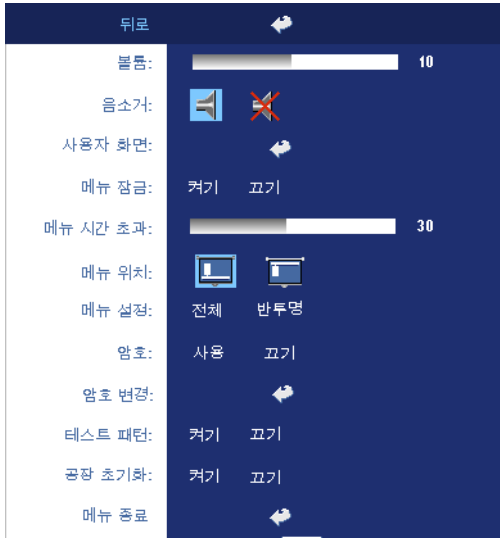 뒤로
볼륨: 10
음소거:
사용자 화면:
메뉴 잠금: 켜기 끄기
메뉴 시간 초과: 30
메뉴 위치:
메뉴 설정: 전체 반투명
암호: 사용 끄기
암호 변경:
테스트 패턴: 켜기 끄기
공장 초기화: 켜기 끄기
메뉴 종료